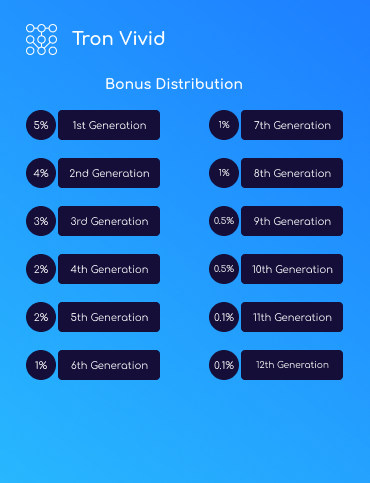 Tron Vivid
Bonus Distribution
5% 1st Generation
4% 2nd Generation
3% 3rd Generation
2% 4th Generation
2% 5th Generation
1% 6th Generation
1% 7th Generation
1% 8th Generation
0.5% 9th Generation
0.5% 10th Generation
0.1% 11th Generation
0.1% 12th Generation